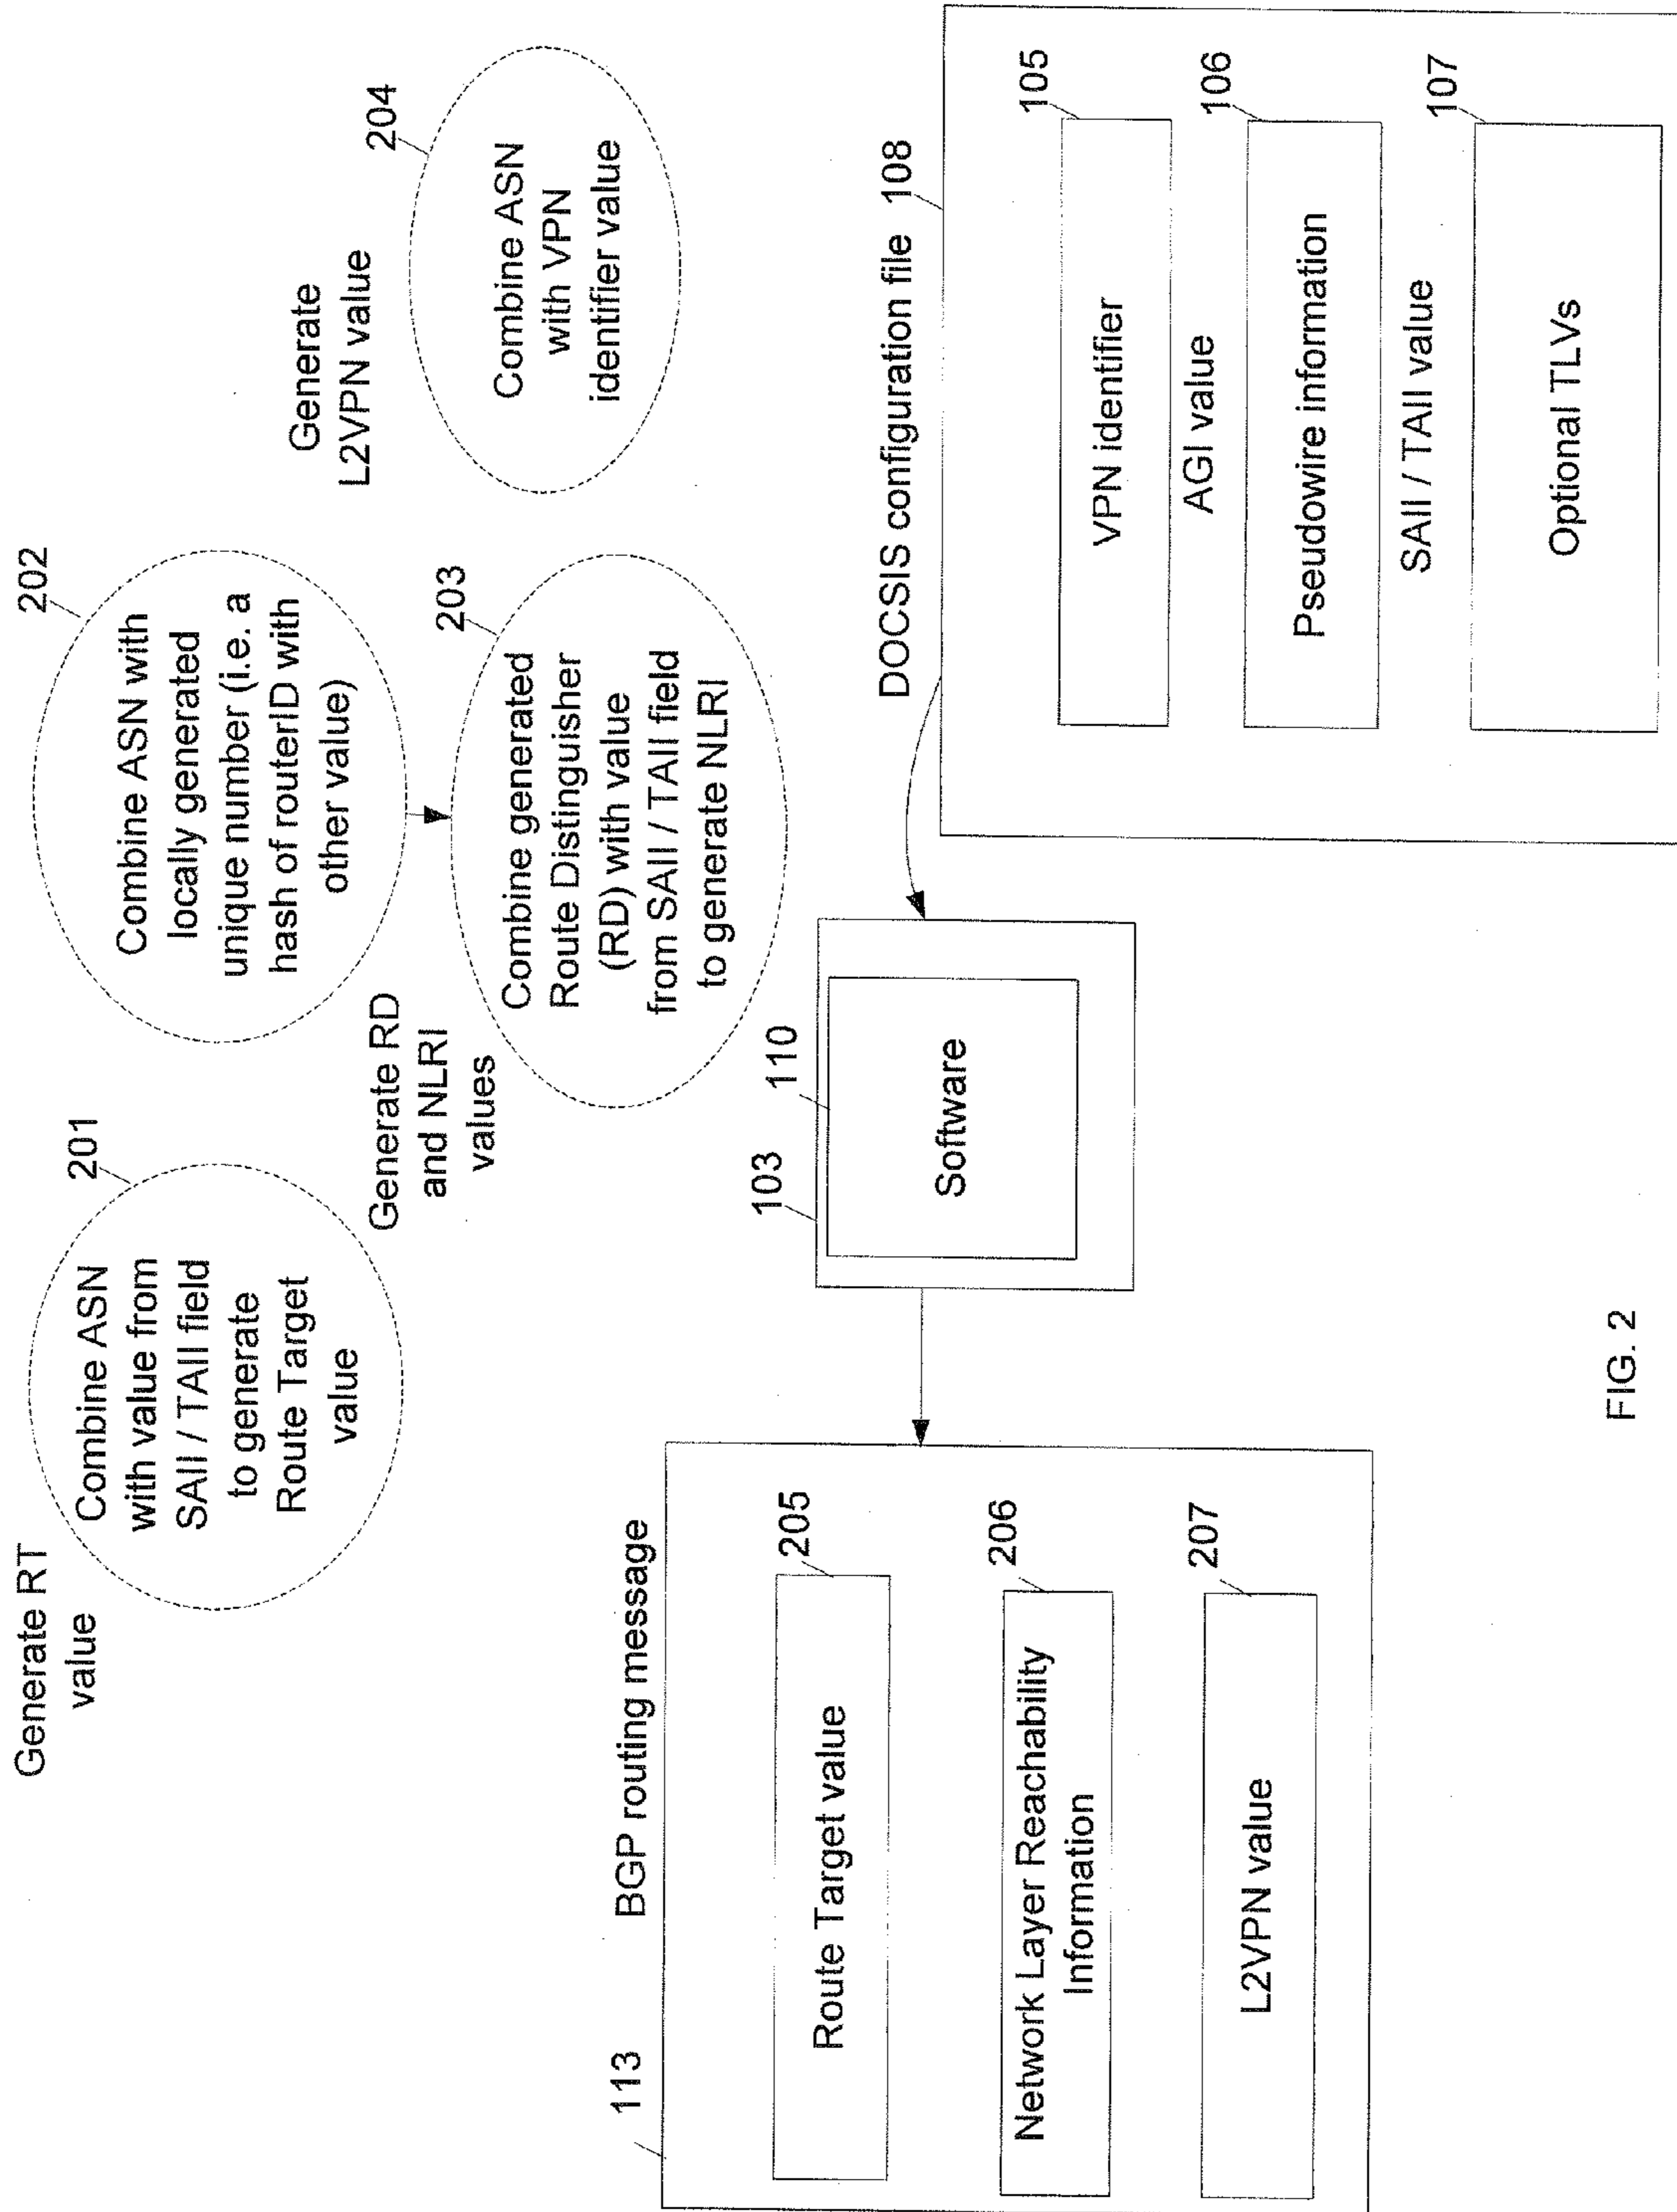 Generate RT
value
201
Combine ASN
with value from
SAII / TAII field
to generate
Route Target
value
202
Combine ASN with
locally generated
unique number (i.e. a
hash of routerID with
other value)
Generate RD
and NLRI
values
203
Combine generated
Route Distinguisher
(RD) with value
from SAII / TAII field
to generate NLRI
Generate
L2VPN value
204
Combine ASN
with VPN
identifier value
113
BGP routing message
205
Route Target value
206
Network Layer Reachability
Information
207
L2VPN value
103
110
Software
DOCSIS configuration file 108
105
VPN identifier
AGI value
106
Pseudowire information
SAII / TAII value
107
Optional TLVs
FIG. 2